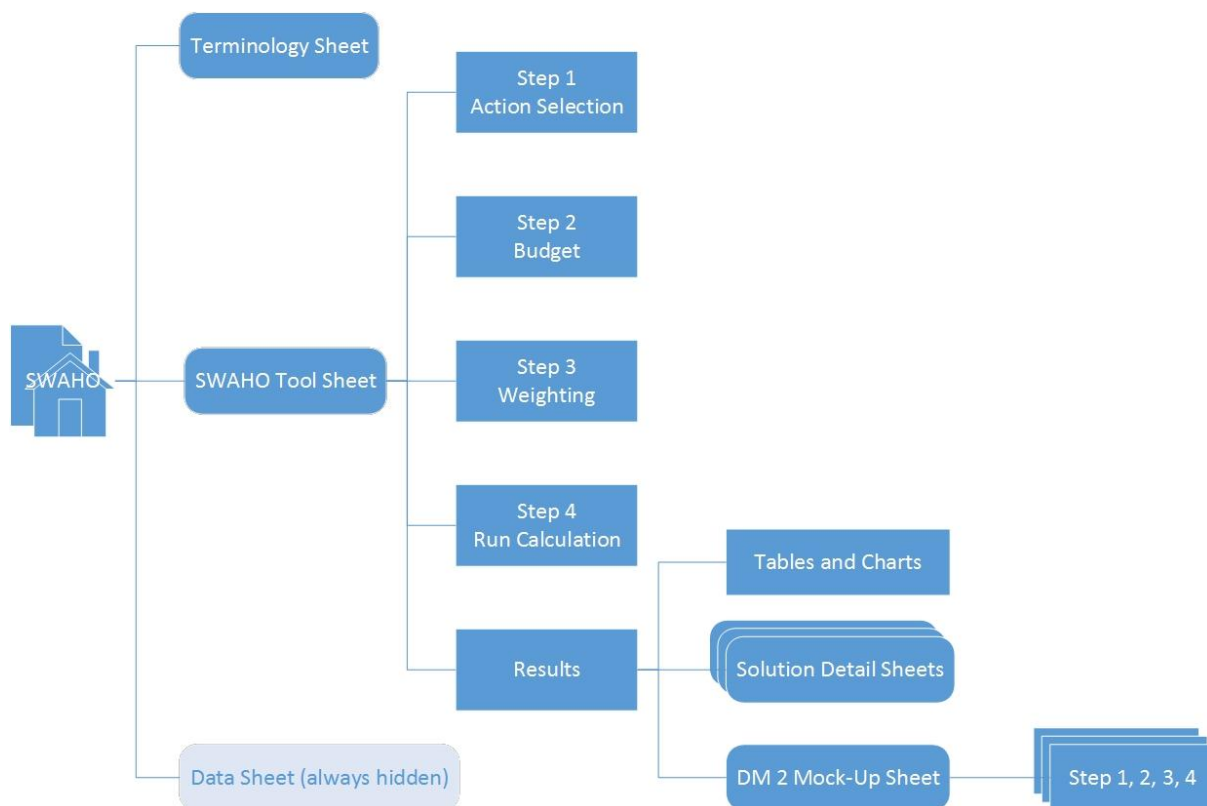 Terminology Sheet
Step 1
Action Selection
Step 2
Budget
SWAHO
SWAHO Tool Sheet
Step 3
Weighting
Step 4
Run Calculation
Tables and Charts
Results
Solution Detail Sheets
Data Sheet (always hidden)
DM 2 Mock-Up Sheet
Step 1, 2, 3, 4